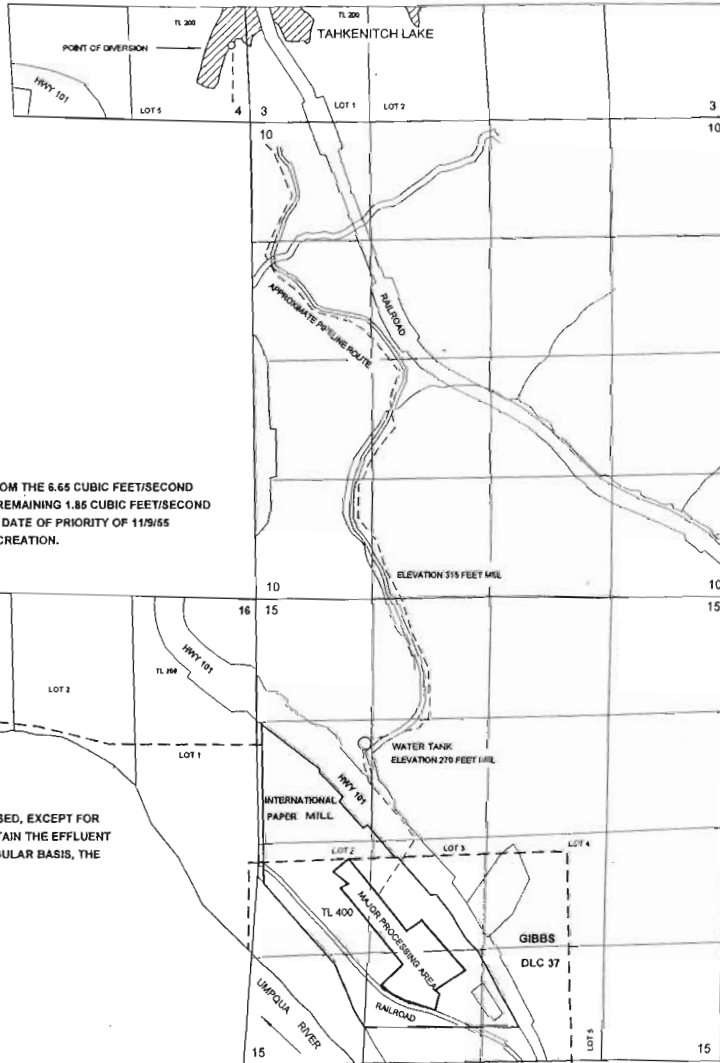 TL 200
TL 200
TAHKENITCH LAKE
POINT OF DIVERSION
HWY 101
LOT 5
4
3
LOT 1
LOT 2
3
10
10
RAILROAD
APPROXIMATE PIPELINE ROUTE
OM THE 6.65 CUBIC FEET/SECOND
REMAINING 1.85 CUBIC FEET/SECOND
DATE OF PRIORITY OF 11/9/55
CREATION.
ELEVATION 315 FEET MSL
10
10
16
15
15
HWY 101
TL 200
LOT 2
LOT 1
WATER TANK
ELEVATION 270 FEET MSL
HWY 101
INTERNATIONAL
PAPER MILL
SED, EXCEPT FOR
TAIN THE EFFLUENT
GULAR BASIS, THE
LOT 2
LOT 3
LOT 4
TL 400
MAJOR PROCESSING AREA
GIBBS
DLC 37
RAILROAD
UMPQUA RIVER
LOT 5
15
15